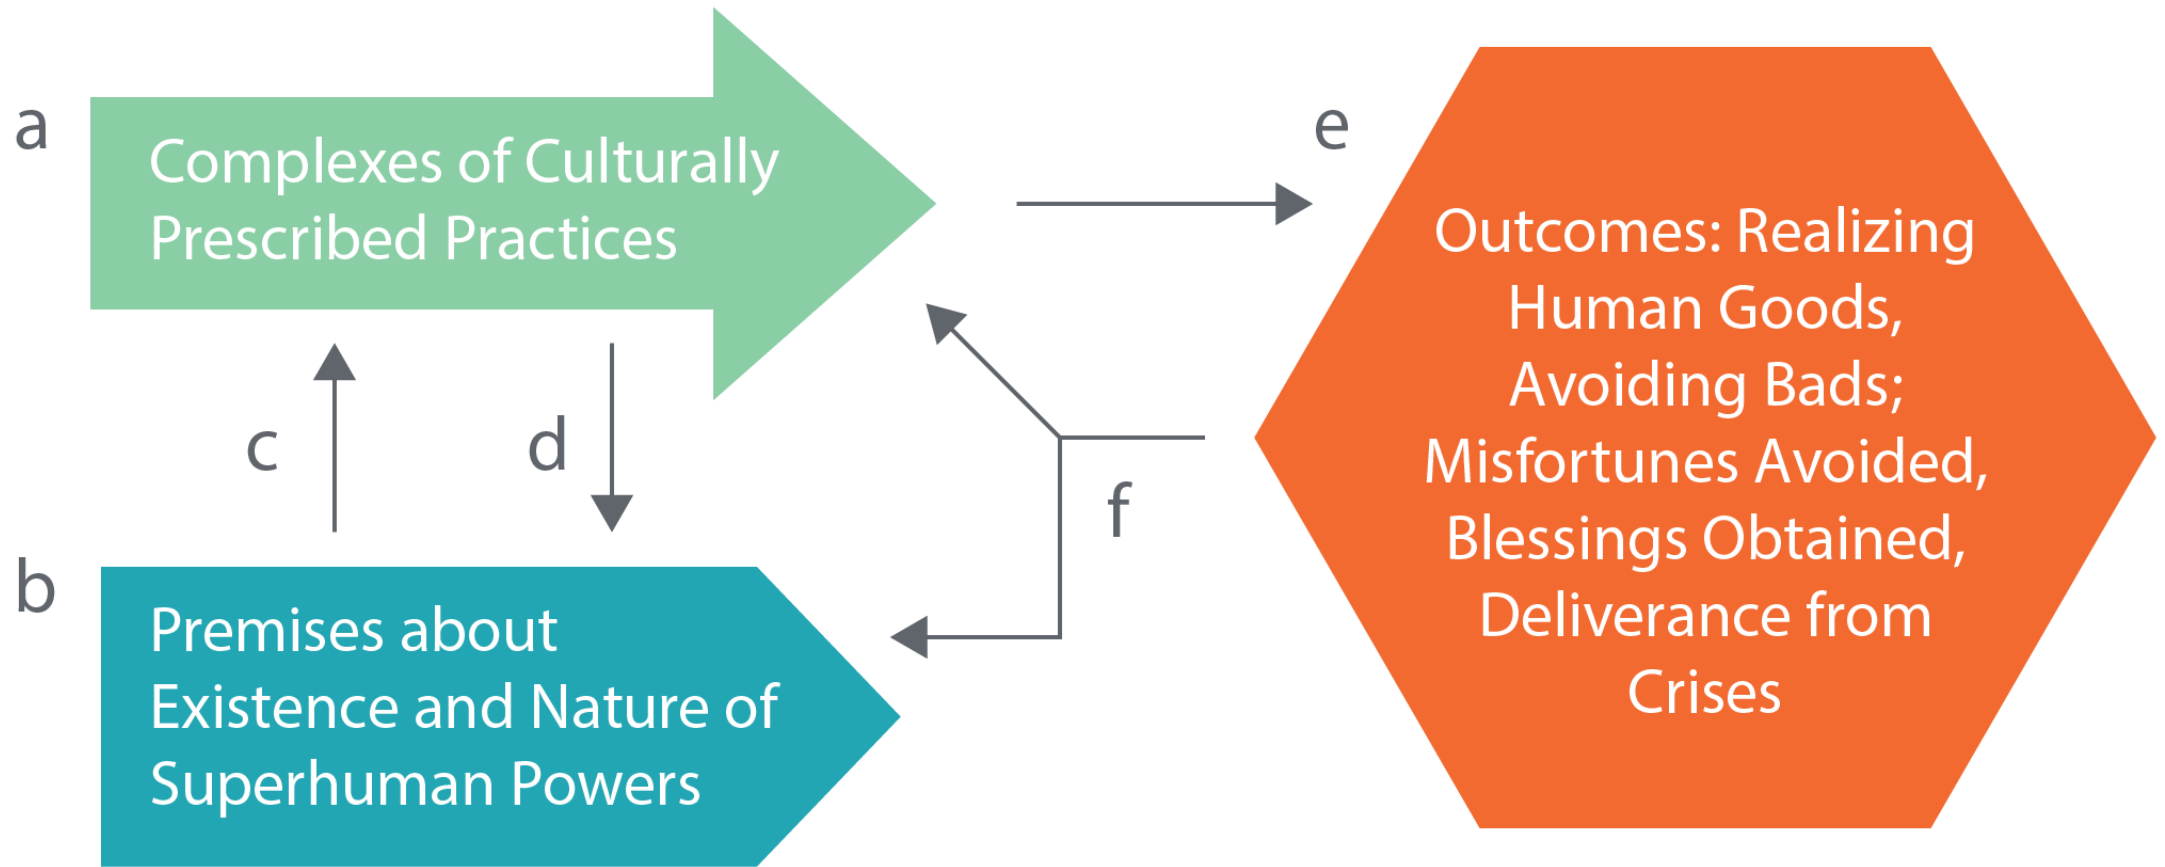 a
Complexes of Culturally
Prescribed Practices
e
Outcomes: Realizing
Human Goods,
Avoiding Bads;
Misfortunes Avoided,
Blessings Obtained,
Deliverance from
Crises
c
d
f
b
Premises about
Existence and Nature of
Superhuman Powers